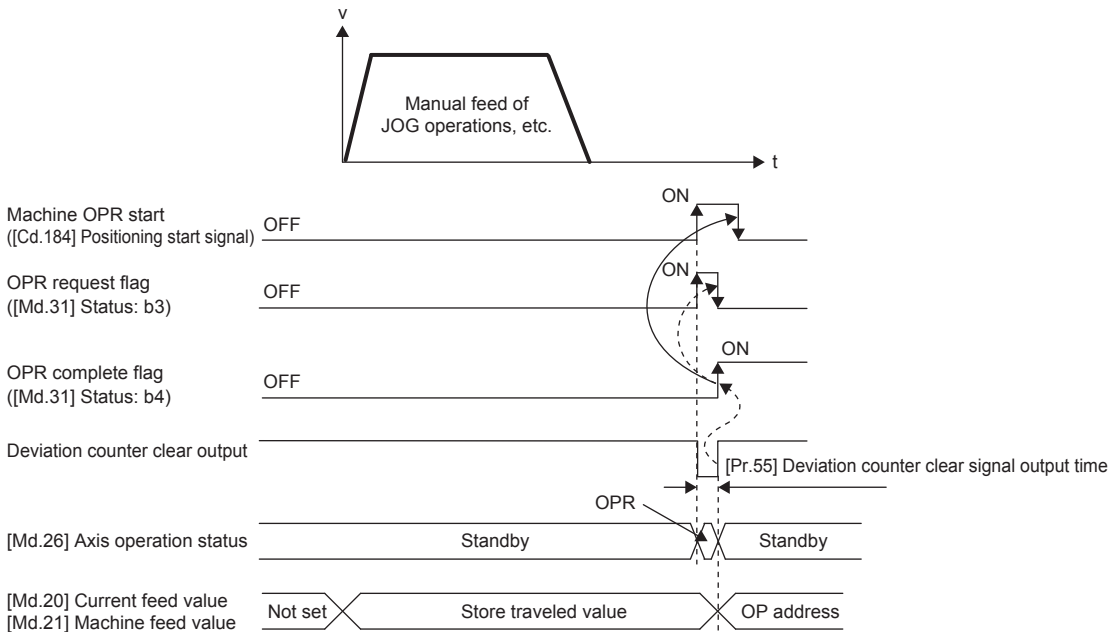 v
Manual feed of
JOG operations, etc.
t
ON
Machine OPR start
([Cd.184] Positioning start signal)
OFF
ON
OPR request flag
([Md.31] Status: b3)
OFF
ON
OPR complete flag
([Md.31] Status: b4)
OFF
Deviation counter clear output
[Pr.55] Deviation counter clear signal output time
OPR
[Md.26] Axis operation status
Standby
Standby
[Md.20] Current feed value
[Md.21] Machine feed value
Not set
Store traveled value
OP address